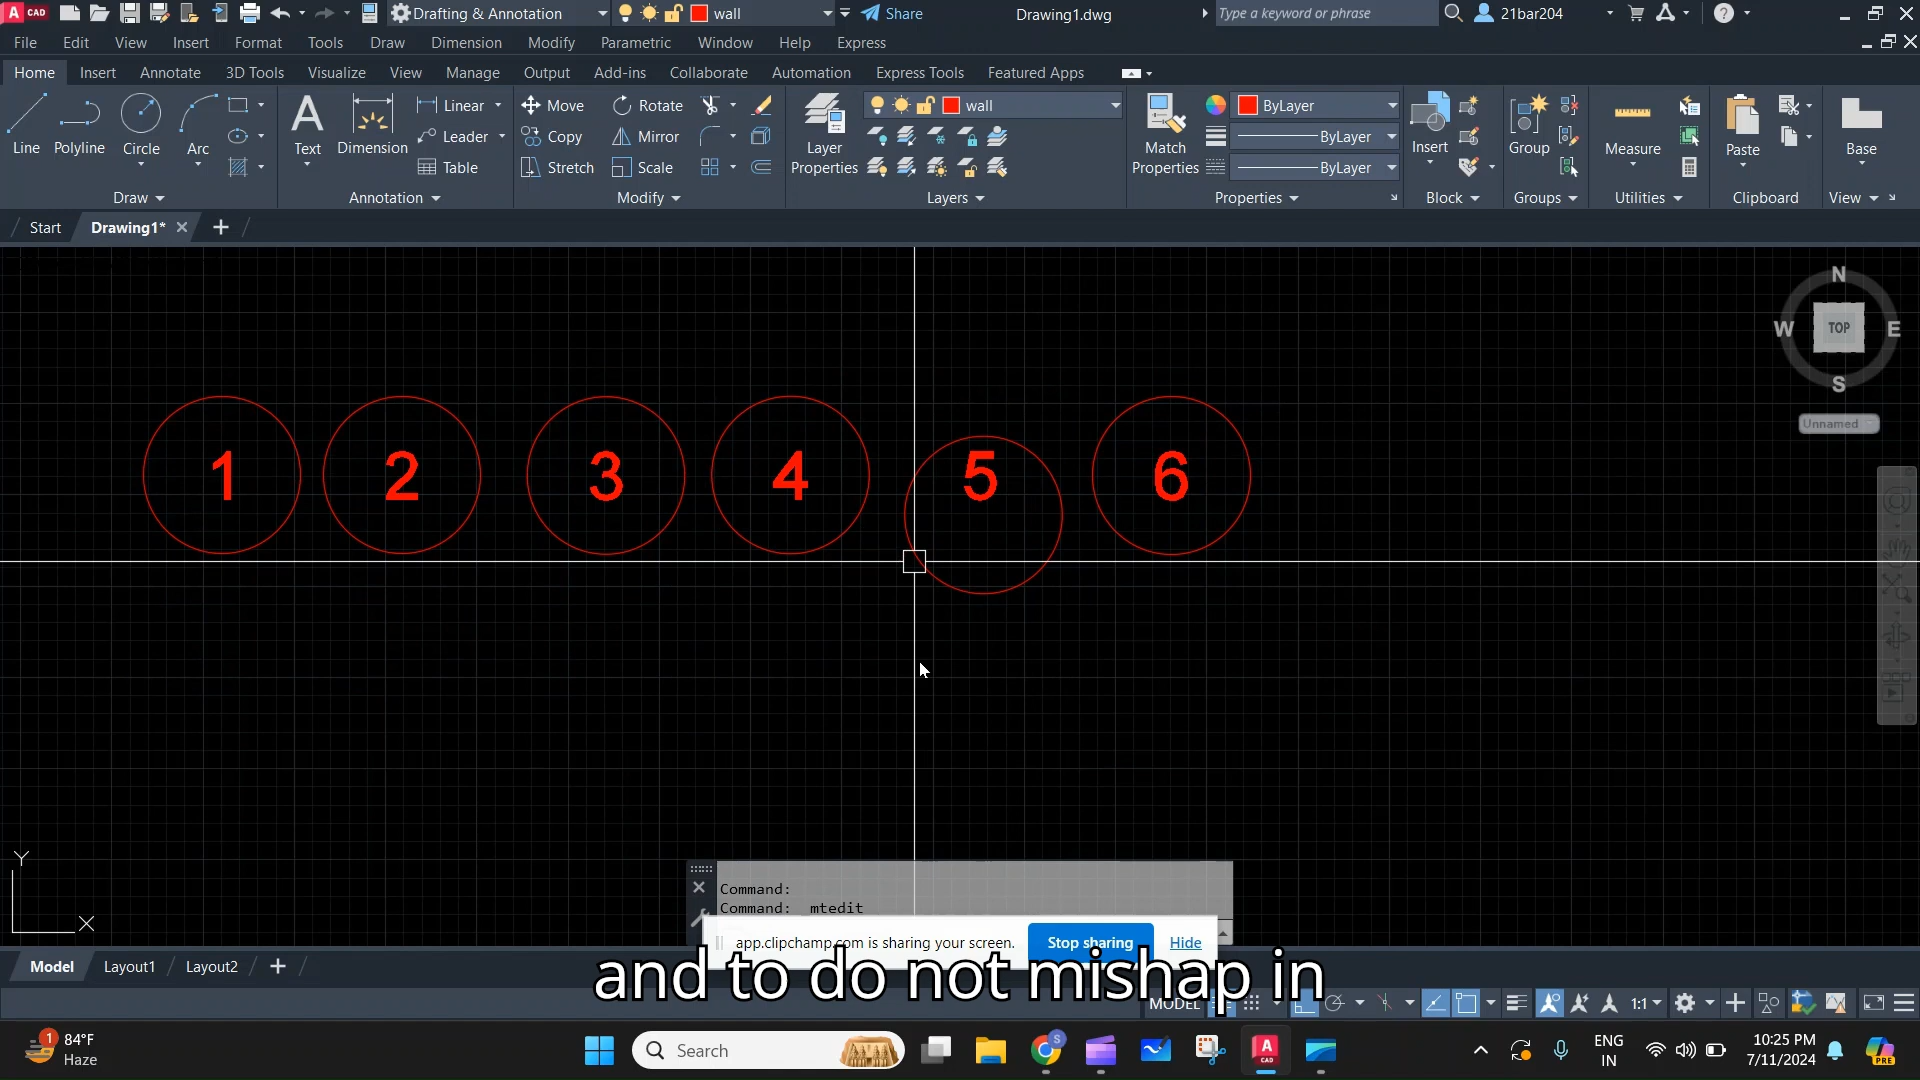 A CAD
Drafting & Annotation
wall
Share
Drawing1.dwg
Type a keyword or phrase
21bar204
?
File Edit View Insert Format Tools Draw Dimension Modify Parametric Window Help Express
Home Insert Annotate 3D Tools Visualize View Manage Output Add-ins Collaborate Automation Express Tools Featured Apps
Line
Polyline
Circle
Arc
Draw
A
Text
Dimension
Linear
Leader
Table
Annotation
Move
Rotate
Copy
Mirror
Stretch
Scale
Modify
Layer
Properties
wall
Layers
Match
Properties
ByLayer
ByLayer
ByLayer
Properties
Insert
Block
Group
Groups
Measure
Utilities
Paste
Clipboard
Base
View
Start
Drawing1*
N
W TOP E
S
Unnamed
1 2 3 4 5 6
Y
X
Command:
Command: _mtedit
app.clipchamp.com is sharing your screen.
Stop sharing
Hide
and to do not mishap in
Model
Layout1
Layout2
MODEL
1:1
1
84°F
Haze
Search
S
A
CAD
ENG
IN
10:25 PM
7/11/2024
PRE